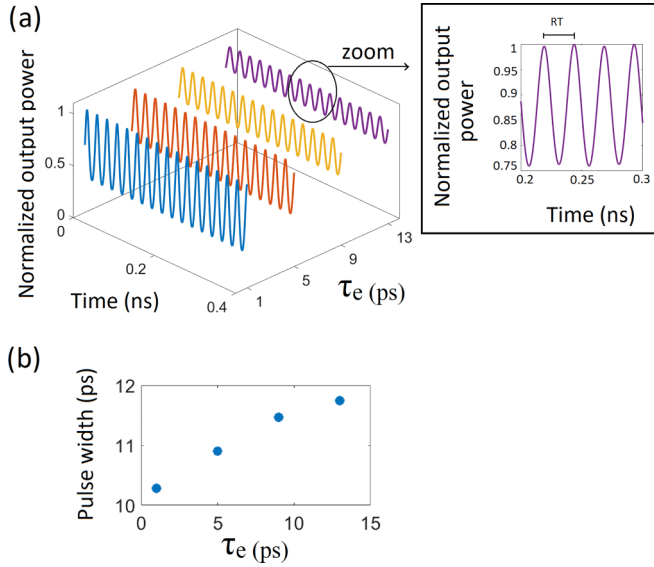 (a)
Normalized output power
1
0.5
0
0
0.2
0.4
Time (ns)
1
5
9
13
τe (ps)
zoom
RT
Normalized output
power
1
0.95
0.9
0.85
0.8
0.75
0.2
0.25
0.3
Time (ns)
(b)
Pulse width (ps)
12
11
10
0
5
10
15
τe (ps)